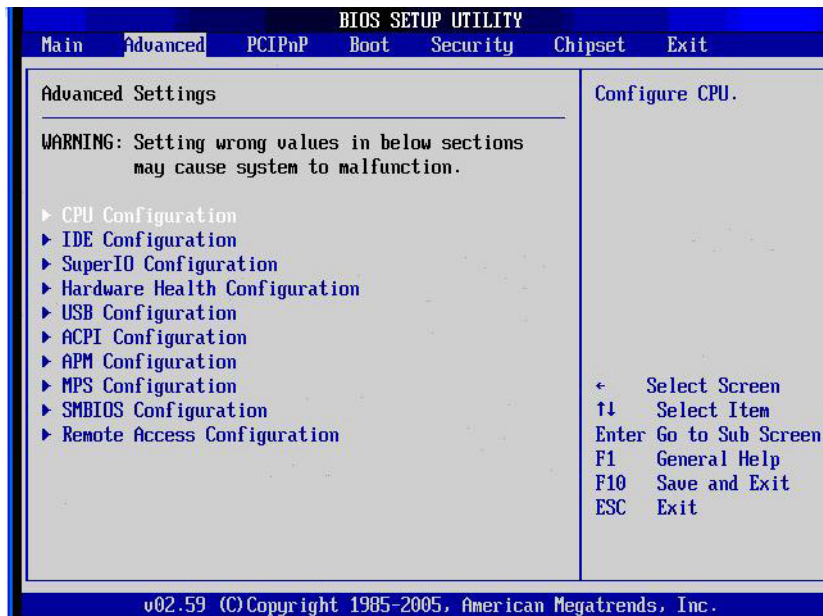 BIOS SETUP UTILITY
Main Advanced PCIPnP Boot Security Chipset Exit
Advanced Settings
WARNING: Setting wrong values in below sections
may cause system to malfunction.
▶ CPU Configuration
▶ IDE Configuration
▶ SuperIO Configuration
▶ Hardware Health Configuration
▶ USB Configuration
▶ ACPI Configuration
▶ APM Configuration
▶ MPS Configuration
▶ SMBIOS Configuration
▶ Remote Access Configuration
Configure CPU.
← Select Screen
↑↓ Select Item
Enter Go to Sub Screen
F1 General Help
F10 Save and Exit
ESC Exit
v02.59 (C)Copyright 1985-2005, American Megatrends, Inc.